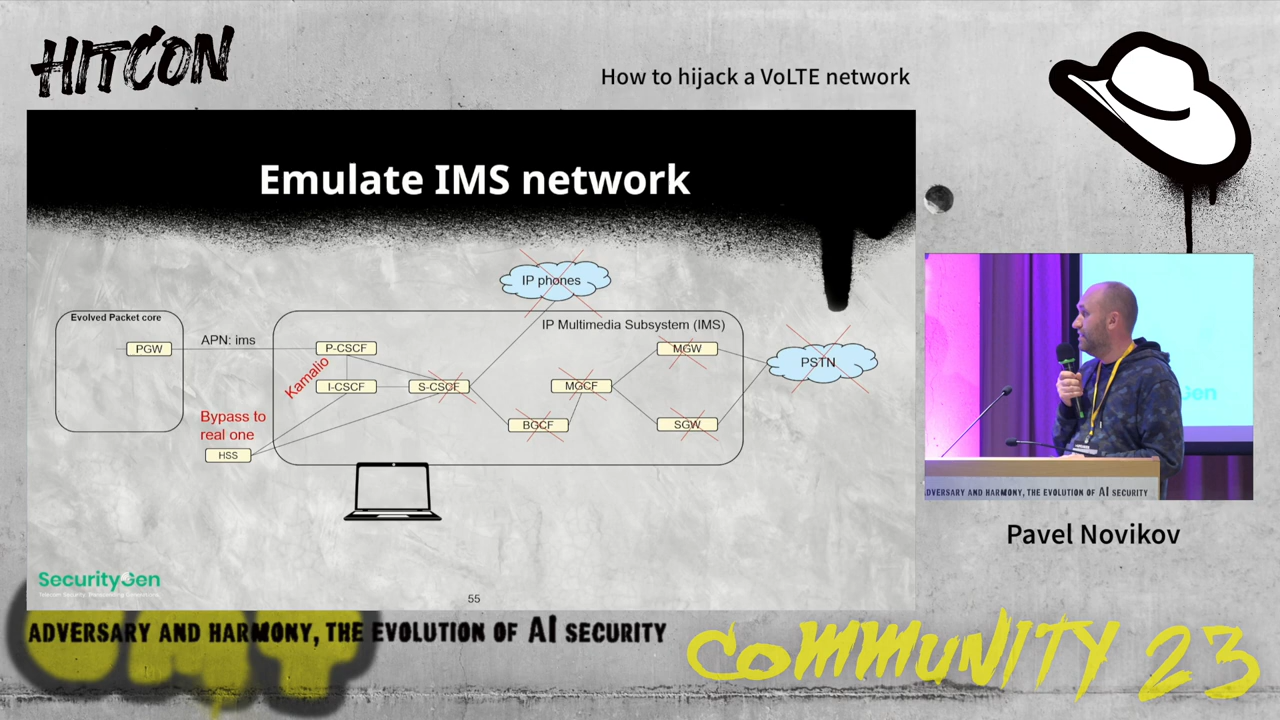 HITCON
How to hijack a VoLTE network
Emulate IMS network
IP phones
Evolved Packet core
IP Multimedia Subsystem (IMS)
PGW
APN: ims
P-CSCF
MGW
PSTN
Kamalio
I-CSCF
S-CSCF
MGCF
Bypass to
real one
BGCF
SGW
HSS
SecurityGen
55
ADVERSARY AND HARMONY, THE EVOLUTION OF AI SECURITY
Pavel Novikov
ADVERSARY AND HARMONY, THE EVOLUTION OF AI SECURITY
COMMUNITY 23